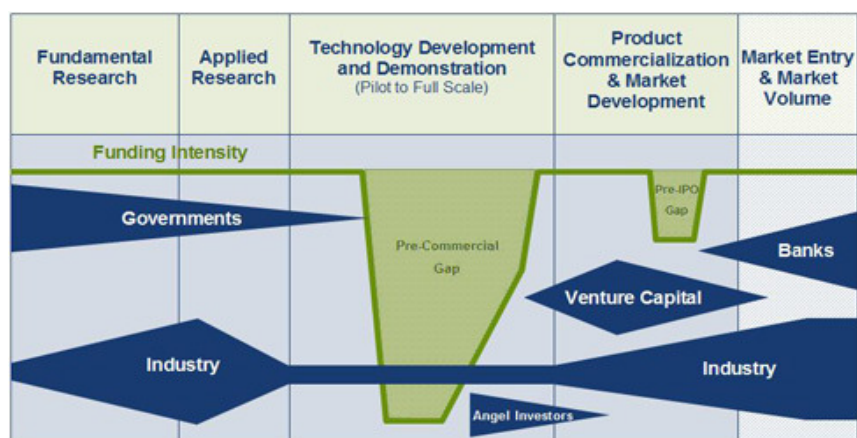 Fundamental
Research
Applied
Research
Technology Development
and Demonstration
(Pilot to Full Scale)
Product
Commercialization
& Market
Development
Market Entry
& Market
Volume
Funding Intensity
Governments
Pre-Commercial
Gap
Pre-IPO
Gap
Banks
Venture Capital
Industry
Industry
Angel Investors